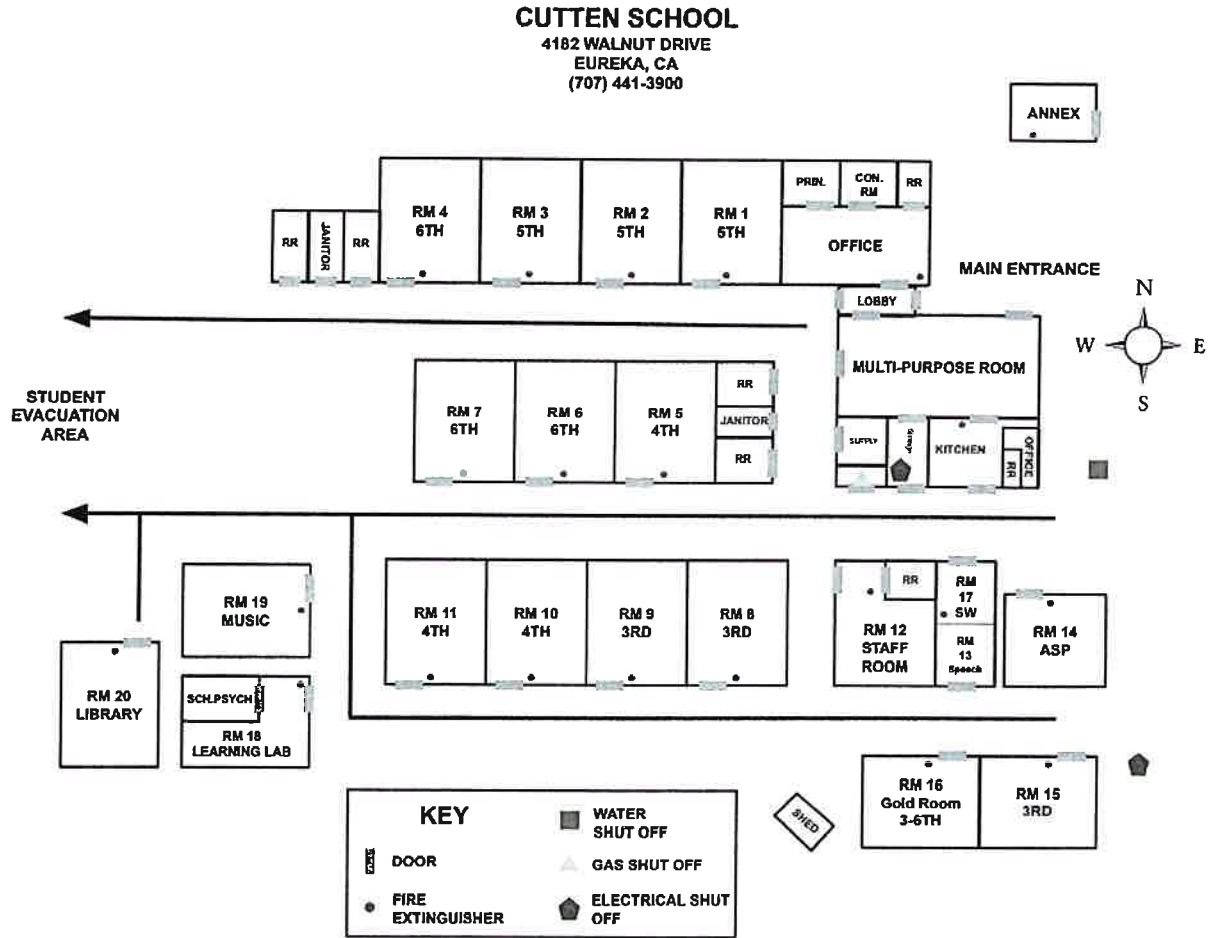 CUTTEN SCHOOL
4182 WALNUT DRIVE
EUREKA, CA
(707) 441-3900
ANNEX
RM 4
6TH
RM 3
5TH
RM 2
5TH
RM 1
5TH
PRIN.
CON.
RM
RR
RR
JANITOR
RR
OFFICE
MAIN ENTRANCE
LOBBY
N
W
E
S
MULTI-PURPOSE ROOM
STUDENT
EVACUATION
AREA
RM 7
6TH
RM 6
6TH
RM 5
4TH
RR
JANITOR
RR
SUPPLY
KITCHEN
OFFICE
RR
RM 19
MUSIC
RM 11
4TH
RM 10
4TH
RM 9
3RD
RM 8
3RD
RR
RM 12
STAFF
ROOM
RM
17
SW
RM
13
Speech
RM 14
ASP
RM 20
LIBRARY
SCH.PSYCH
RM 18
LEARNING LAB
RM 16
Gold Room
3-6TH
RM 15
3RD
SHED
KEY
DOOR
FIRE
EXTINGUISHER
WATER
SHUT OFF
GAS SHUT OFF
ELECTRICAL SHUT
OFF